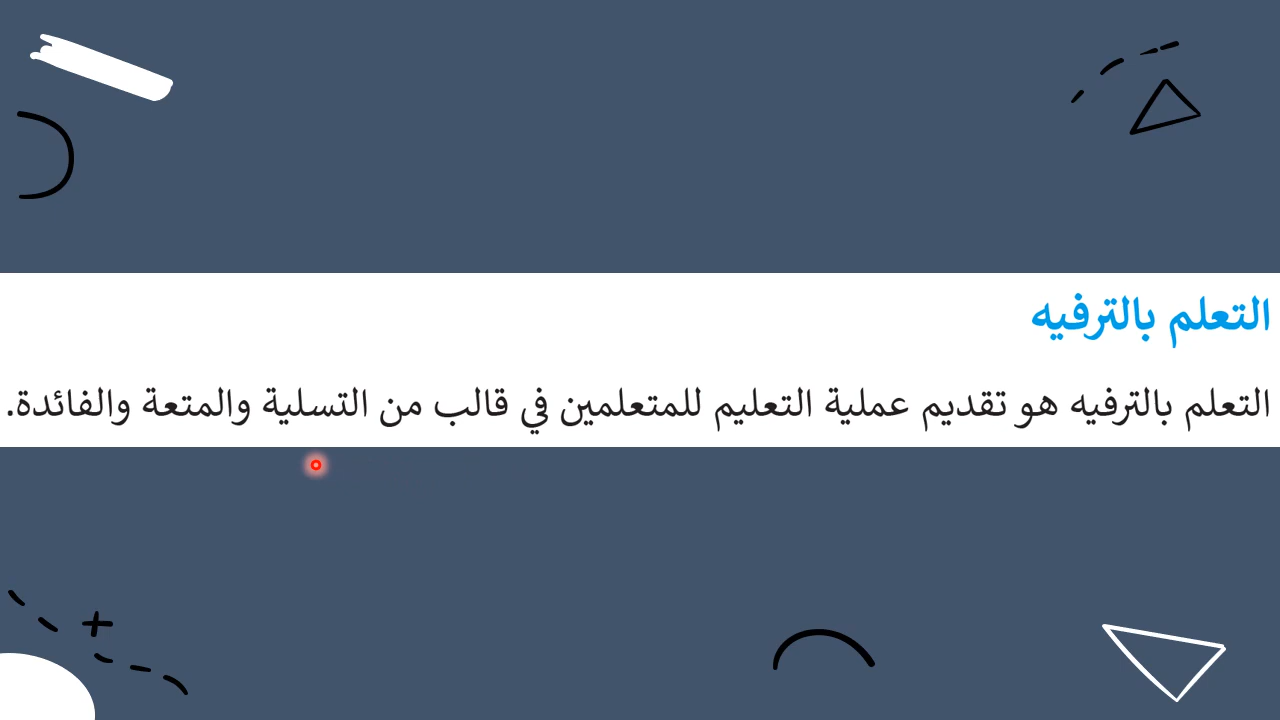 التعلم بالترفيه
التعلم بالترفيه هو تقديم عملية التعليم للمتعلمين في قالب من التسلية والمتعة والفائدة.